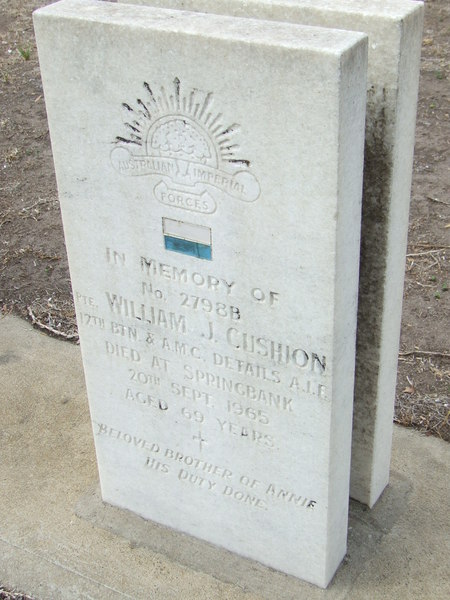 AUSTRALIAN IMPERIAL
FORCES
IN MEMORY OF
No. 2798B
PTE. WILLIAM J. CUSHION
17TH BTN. & A.M.C. DETAILS A.I.F.
DIED AT SPRINGBANK
20TH SEPT. 1965
AGED 69 YEARS
BELOVED BROTHER OF ANNIE
HIS DUTY DONE